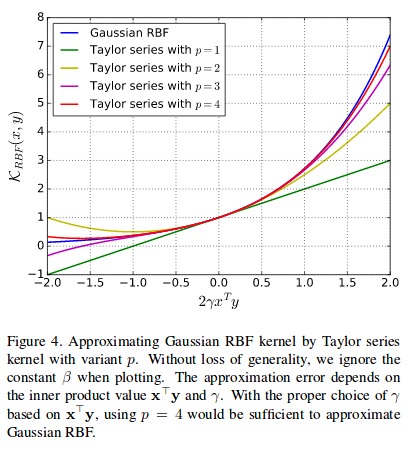 8
7
6
5
4
3
2
1
0
−1
Gaussian RBF
Taylor series with p = 1
Taylor series with p = 2
Taylor series with p = 3
Taylor series with p = 4
𝒦_RBF(x, y)
−2.0 −1.5 −1.0 −0.5 0.0 0.5 1.0 1.5 2.0
2γx^T y
Figure 4. Approximating Gaussian RBF kernel by Taylor series
kernel with variant p. Without loss of generality, we ignore the
constant β when plotting. The approximation error depends on
the inner product value x^⊤y and γ. With the proper choice of γ
based on x^⊤y, using p = 4 would be sufficient to approximate
Gaussian RBF.